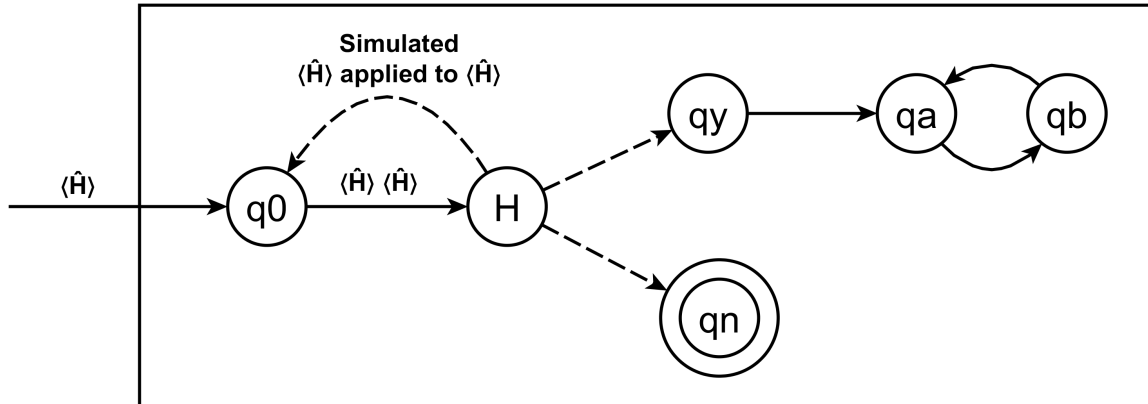 Simulated
⟨Ĥ⟩ applied to ⟨Ĥ⟩
qy
qa
qb
⟨Ĥ⟩
⟨Ĥ⟩ ⟨Ĥ⟩
q0
H
qn